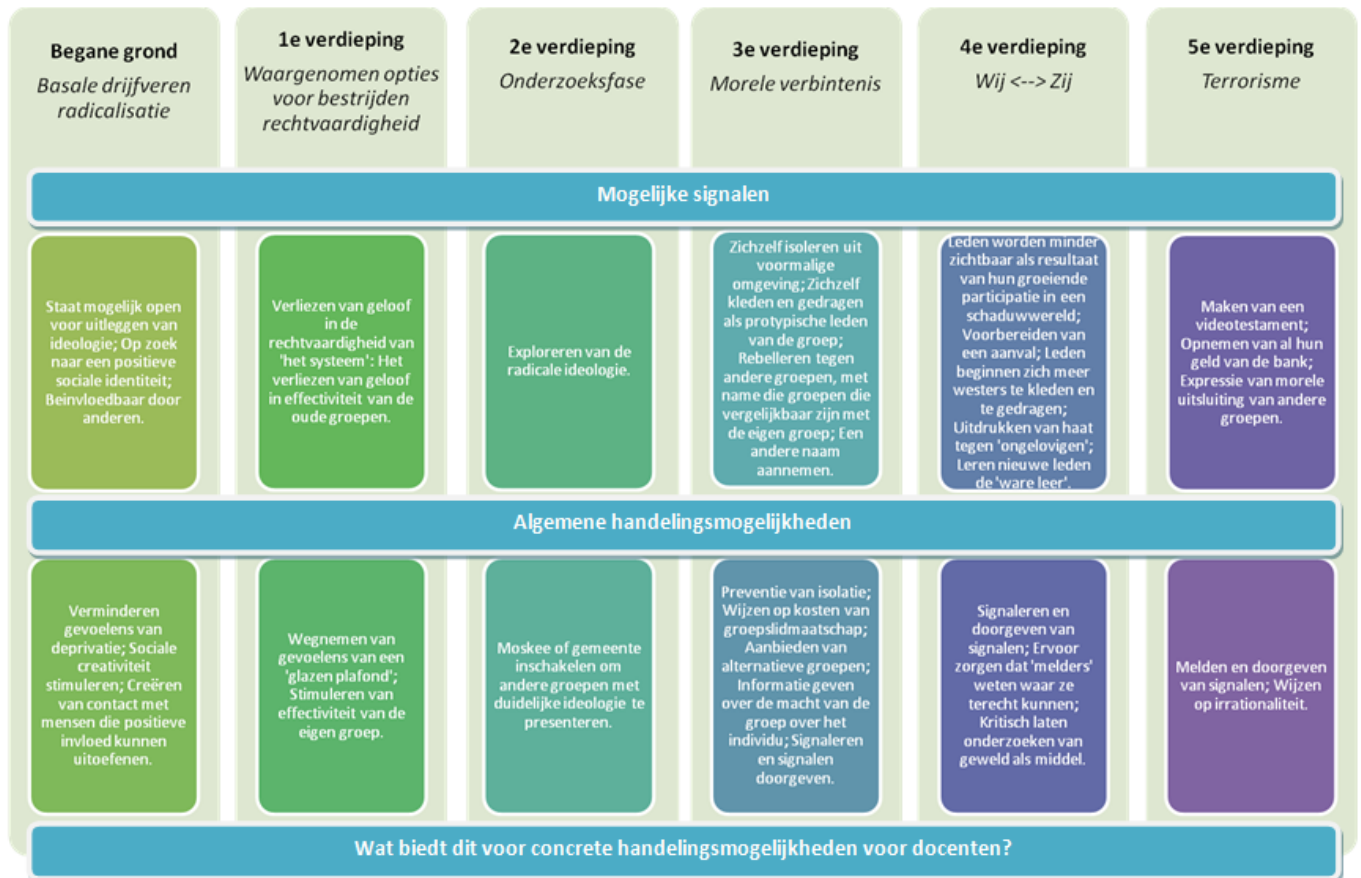 Begane grond
Basale drijfveren
radicalisatie
1e verdieping
Waargenomen opties
voor bestrijden
rechtvaardigheid
2e verdieping
Onderzoeksfase
3e verdieping
Morele verbintenis
4e verdieping
Wij <--> Zij
5e verdieping
Terrorisme
Mogelijke signalen
Staat mogelijk open
voor uitleggen van
ideologie; Op zoek
naar een positieve
sociale identiteit;
Beinvloedbaar door
anderen.
Verliezen van geloof
in de
rechtvaardigheid van
'het systeem': Het
verliezen van geloof
in effectiviteit van de
oude groepen.
Exploreren van de
radicale ideologie.
Zichzelf isoleren uit
voormalige
omgeving; Zichzelf
kleden en gedragen
als protypische leden
van de groep;
Rebelleren tegen
andere groepen, met
name die groepen die
vergelijkbaar zijn met
de eigen groep; Een
andere naam
aannemen.
Leden worden minder
zichtbaar als resultaat
van hun groeiende
participatie in een
schaduwwereld;
Voorbereiden van
een aanval; Leden
beginnen zich meer
westers te kleden en
te gedragen;
Uitdrukken van haat
tegen 'ongelovigen';
Leren nieuwe leden
de 'ware leer'.
Maken van een
videotestament;
Opnemen van al hun
geld van de bank;
Expressie van morele
uitsluiting van andere
groepen.
Algemene handelingsmogelijkheden
Verminderen
gevoelens van
deprivatie; Sociale
creativiteit
stimuleren; Creëren
van contact met
mensen die positieve
invloed kunnen
uitoefenen.
Wegnemen van
gevoelens van een
'glazen plafond';
Stimuleren van
effectiviteit van de
eigen groep.
Moskee of gemeente
inschakelen om
andere groepen met
duidelijke ideologie te
presenteren.
Preventie van isolatie;
Wijzen op kosten van
groepslidmaatschap;
Aanbieden van
alternatieve groepen;
Informatie geven
over de macht van de
groep over het
individu; Signaleren
en signalen
doorgeven.
Signaleren en
doorgeven van
signalen; Ervoor
zorgen dat 'melders'
weten waar ze
terecht kunnen;
Kritisch laten
onderzoeken van
geweld als middel.
Melden en doorgeven
van signalen; Wijzen
op irrationaliteit.
Wat biedt dit voor concrete handelingsmogelijkheden voor docenten?